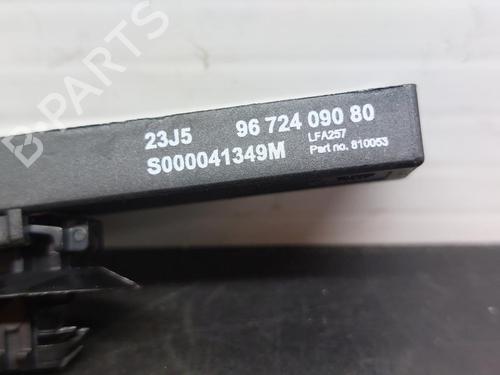 B-PARTS
23J5 96 724 090 80
LFA257
S000041349M Part no. 810053